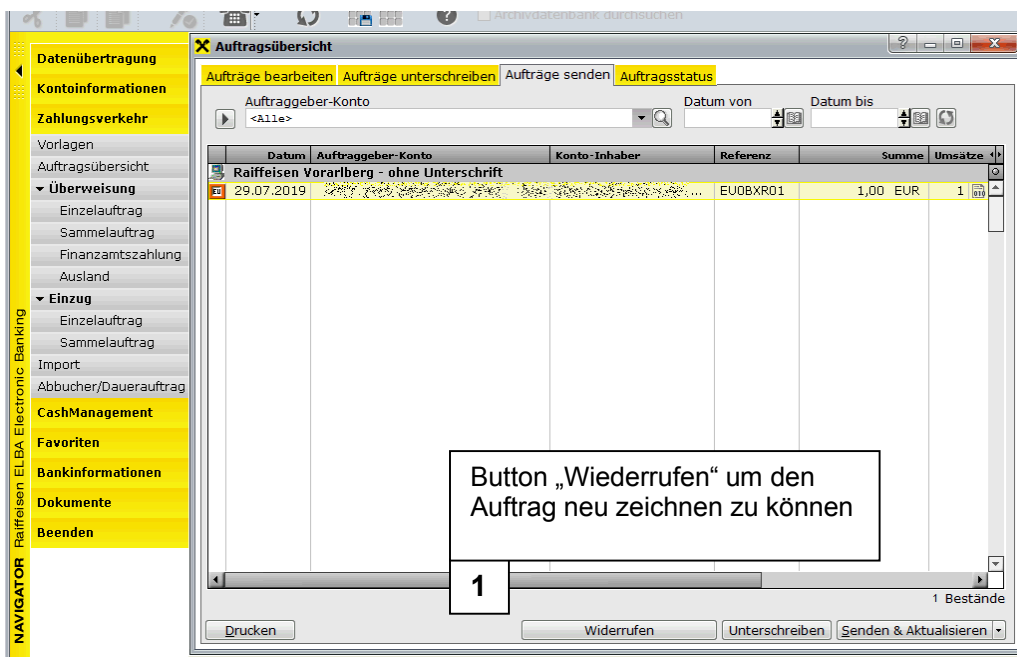 Archivdatenbank durchsuchen
NAVIGATOR Raiffeisen ELBA Electronic Banking
Datenübertragung
Kontoinformationen
Zahlungsverkehr
Vorlagen
Auftragsübersicht
Überweisung
Einzelauftrag
Sammelauftrag
Finanzamtszahlung
Ausland
Einzug
Einzelauftrag
Sammelauftrag
Import
Abbucher/Dauerauftrag
CashManagement
Favoriten
Bankinformationen
Dokumente
Beenden
Auftragsübersicht
Aufträge bearbeiten Aufträge unterschreiben Aufträge senden Auftragsstatus
Auftraggeber-Konto Datum von Datum bis
<Alle>
Datum Auftraggeber-Konto Konto-Inhaber Referenz Summe Umsätze
Raiffeisen Vorarlberg - ohne Unterschrift
29.07.2019 ... EU0BXR01 1,00 EUR 1
Button „Wiederrufen“ um den
Auftrag neu zeichnen zu können
1
1 Bestände
Drucken Widerrufen Unterschreiben Senden & Aktualisieren